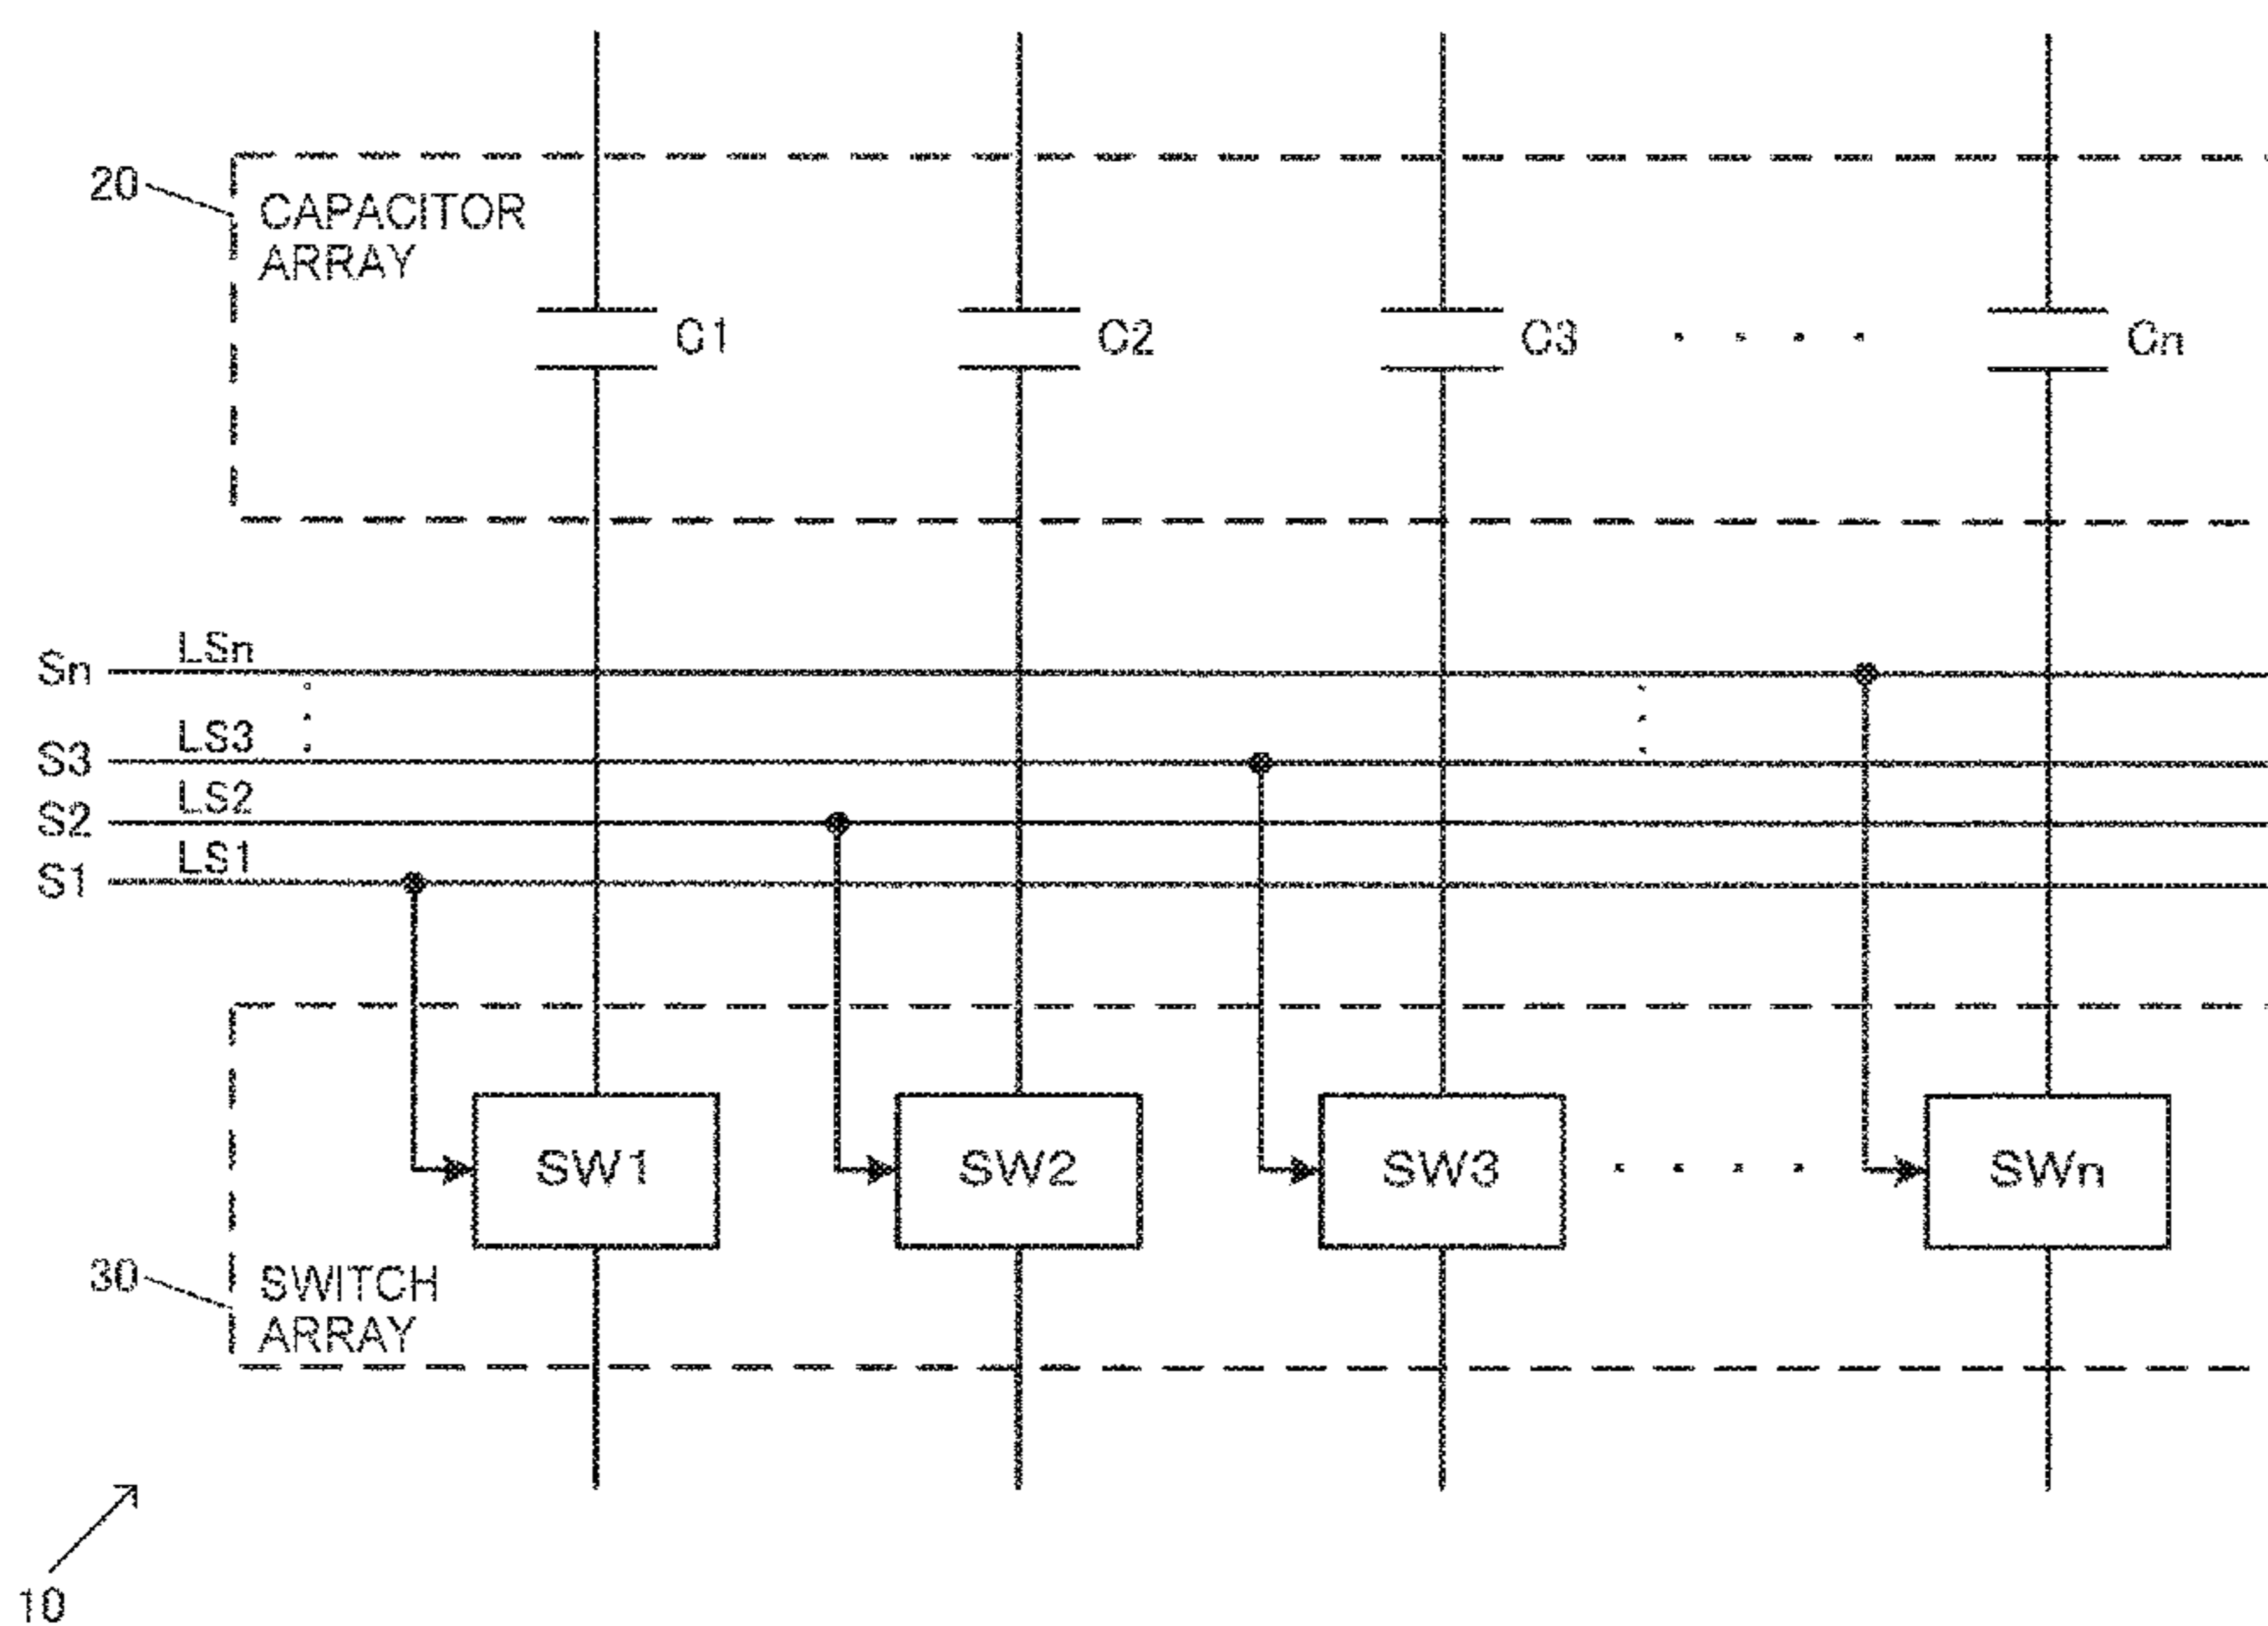 20
CAPACITOR
ARRAY
C1
C2
C3
Cn
Sn
LSn
S3
LS3
S2
LS2
S1
LS1
SW1
SW2
SW3
SWn
30
SWITCH
ARRAY
10